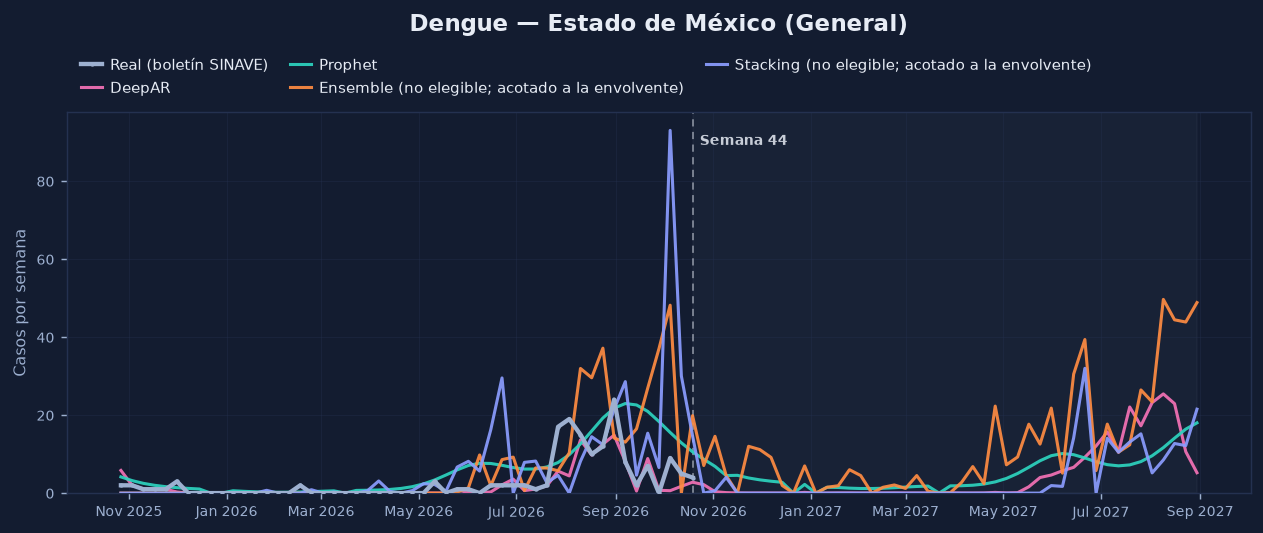 Dengue — Estado de México (General)
Real (boletín SINAVE)
Prophet
Stacking (no elegible; acotado a la envolvente)
DeepAR
Ensemble (no elegible; acotado a la envolvente)
Semana 44
Casos por semana
80
60
40
20
0
Nov 2025
Jan 2026
Mar 2026
May 2026
Jul 2026
Sep 2026
Nov 2026
Jan 2027
Mar 2027
May 2027
Jul 2027
Sep 2027